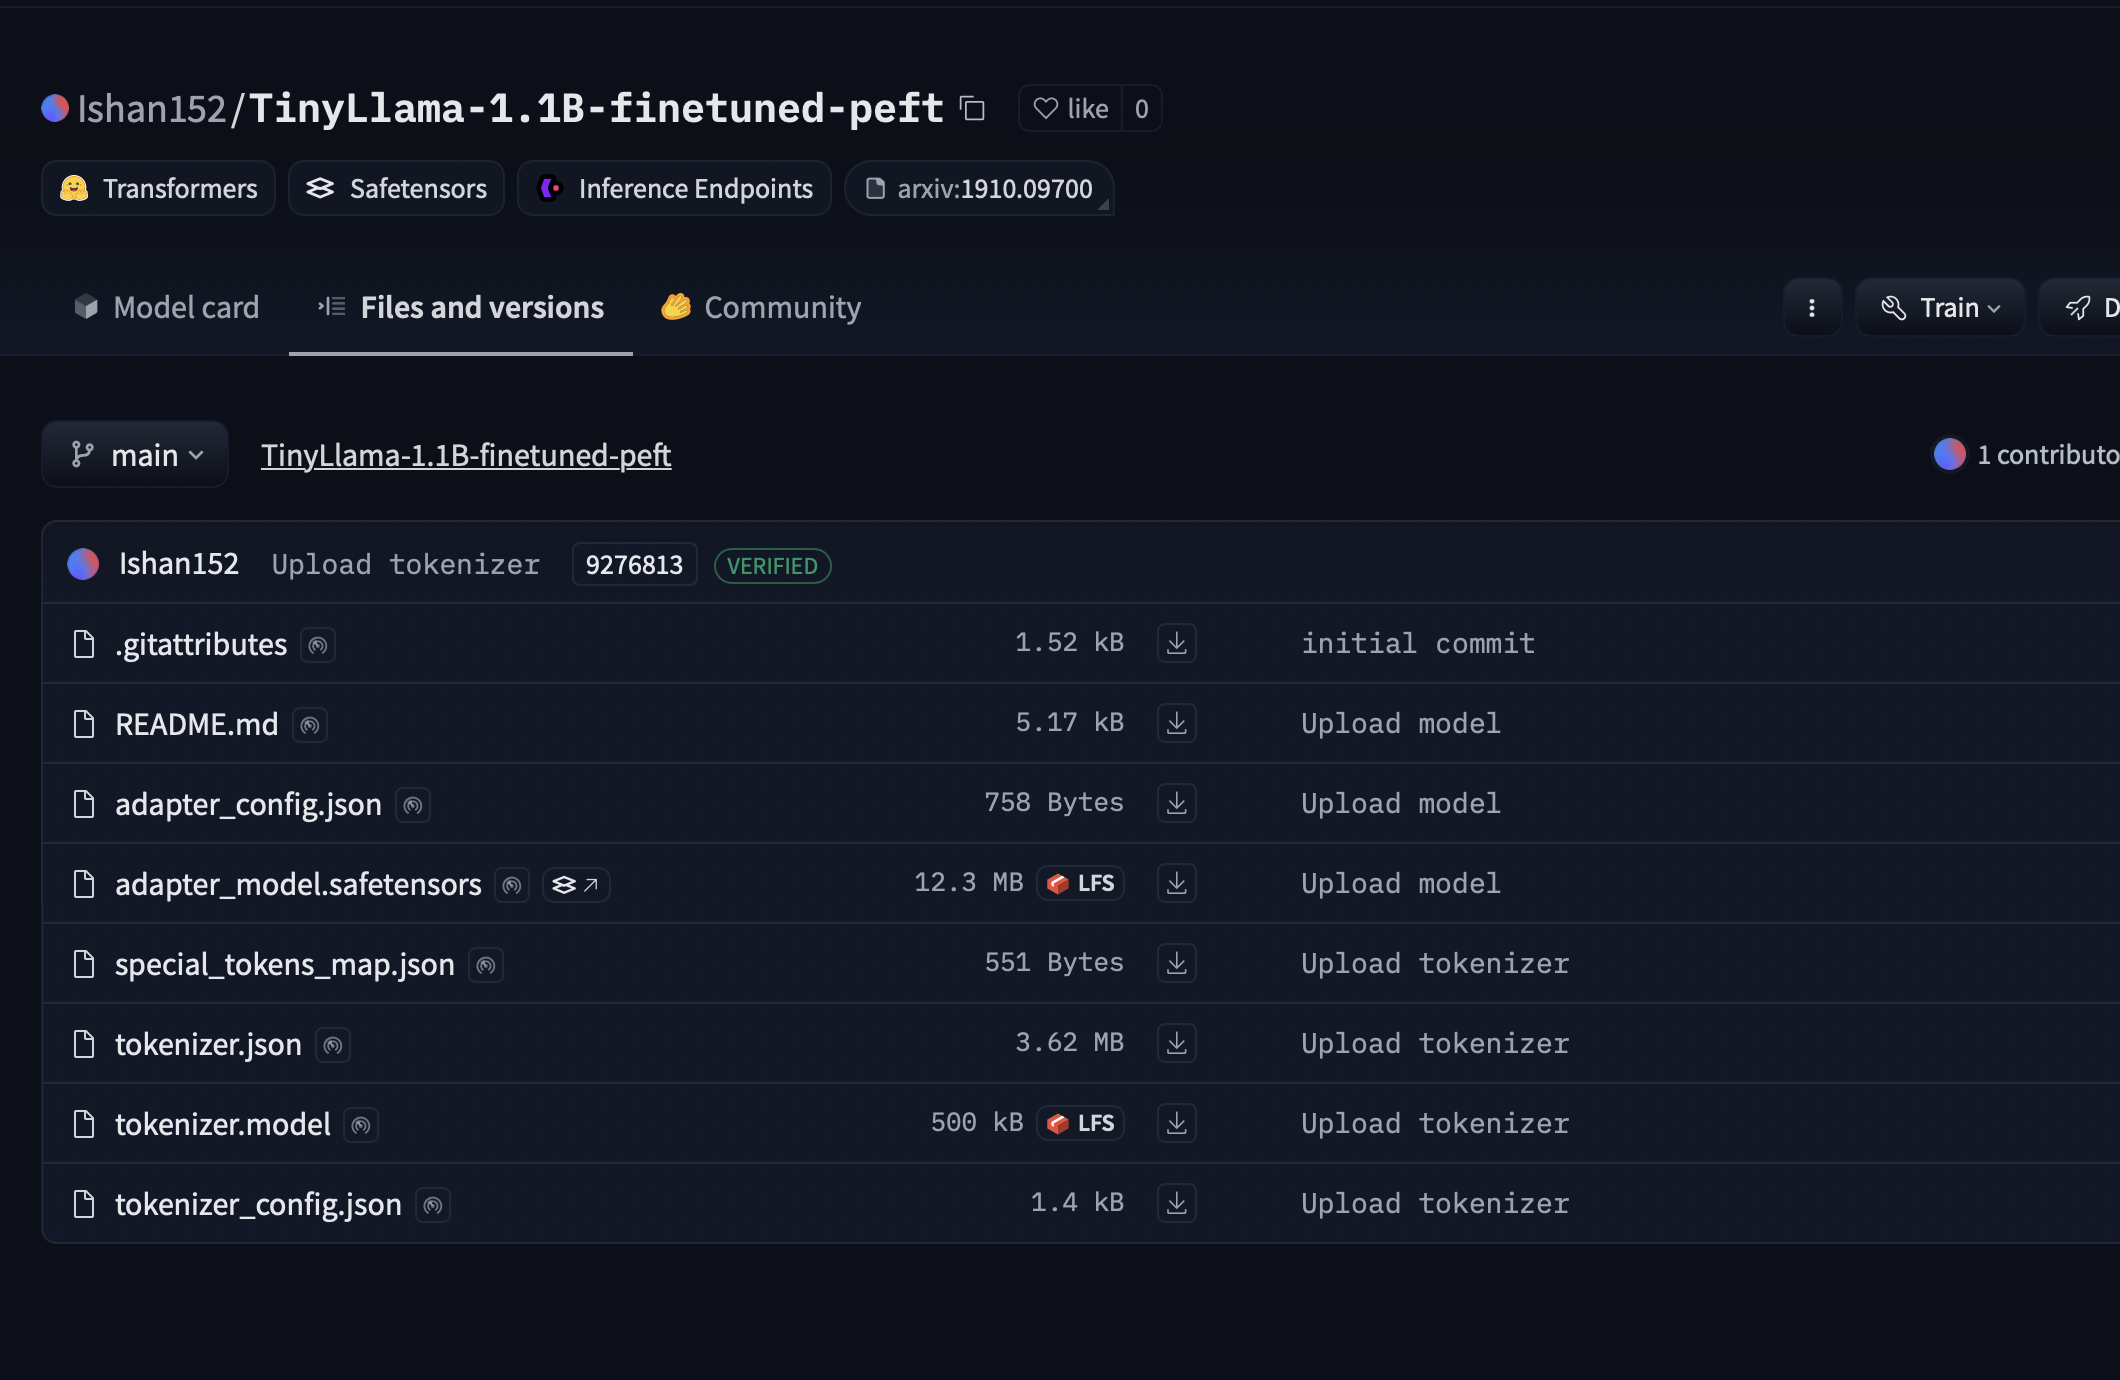 Ishan152/TinyLlama-1.1B-finetuned-peft like 0
Transformers Safetensors Inference Endpoints arxiv:1910.09700
Model card Files and versions Community Train D
main TinyLlama-1.1B-finetuned-peft 1 contributo
Ishan152 Upload tokenizer 9276813 VERIFIED
.gitattributes 1.52 kB initial commit
README.md 5.17 kB Upload model
adapter_config.json 758 Bytes Upload model
adapter_model.safetensors 12.3 MB LFS Upload model
special_tokens_map.json 551 Bytes Upload tokenizer
tokenizer.json 3.62 MB Upload tokenizer
tokenizer.model 500 kB LFS Upload tokenizer
tokenizer_config.json 1.4 kB Upload tokenizer